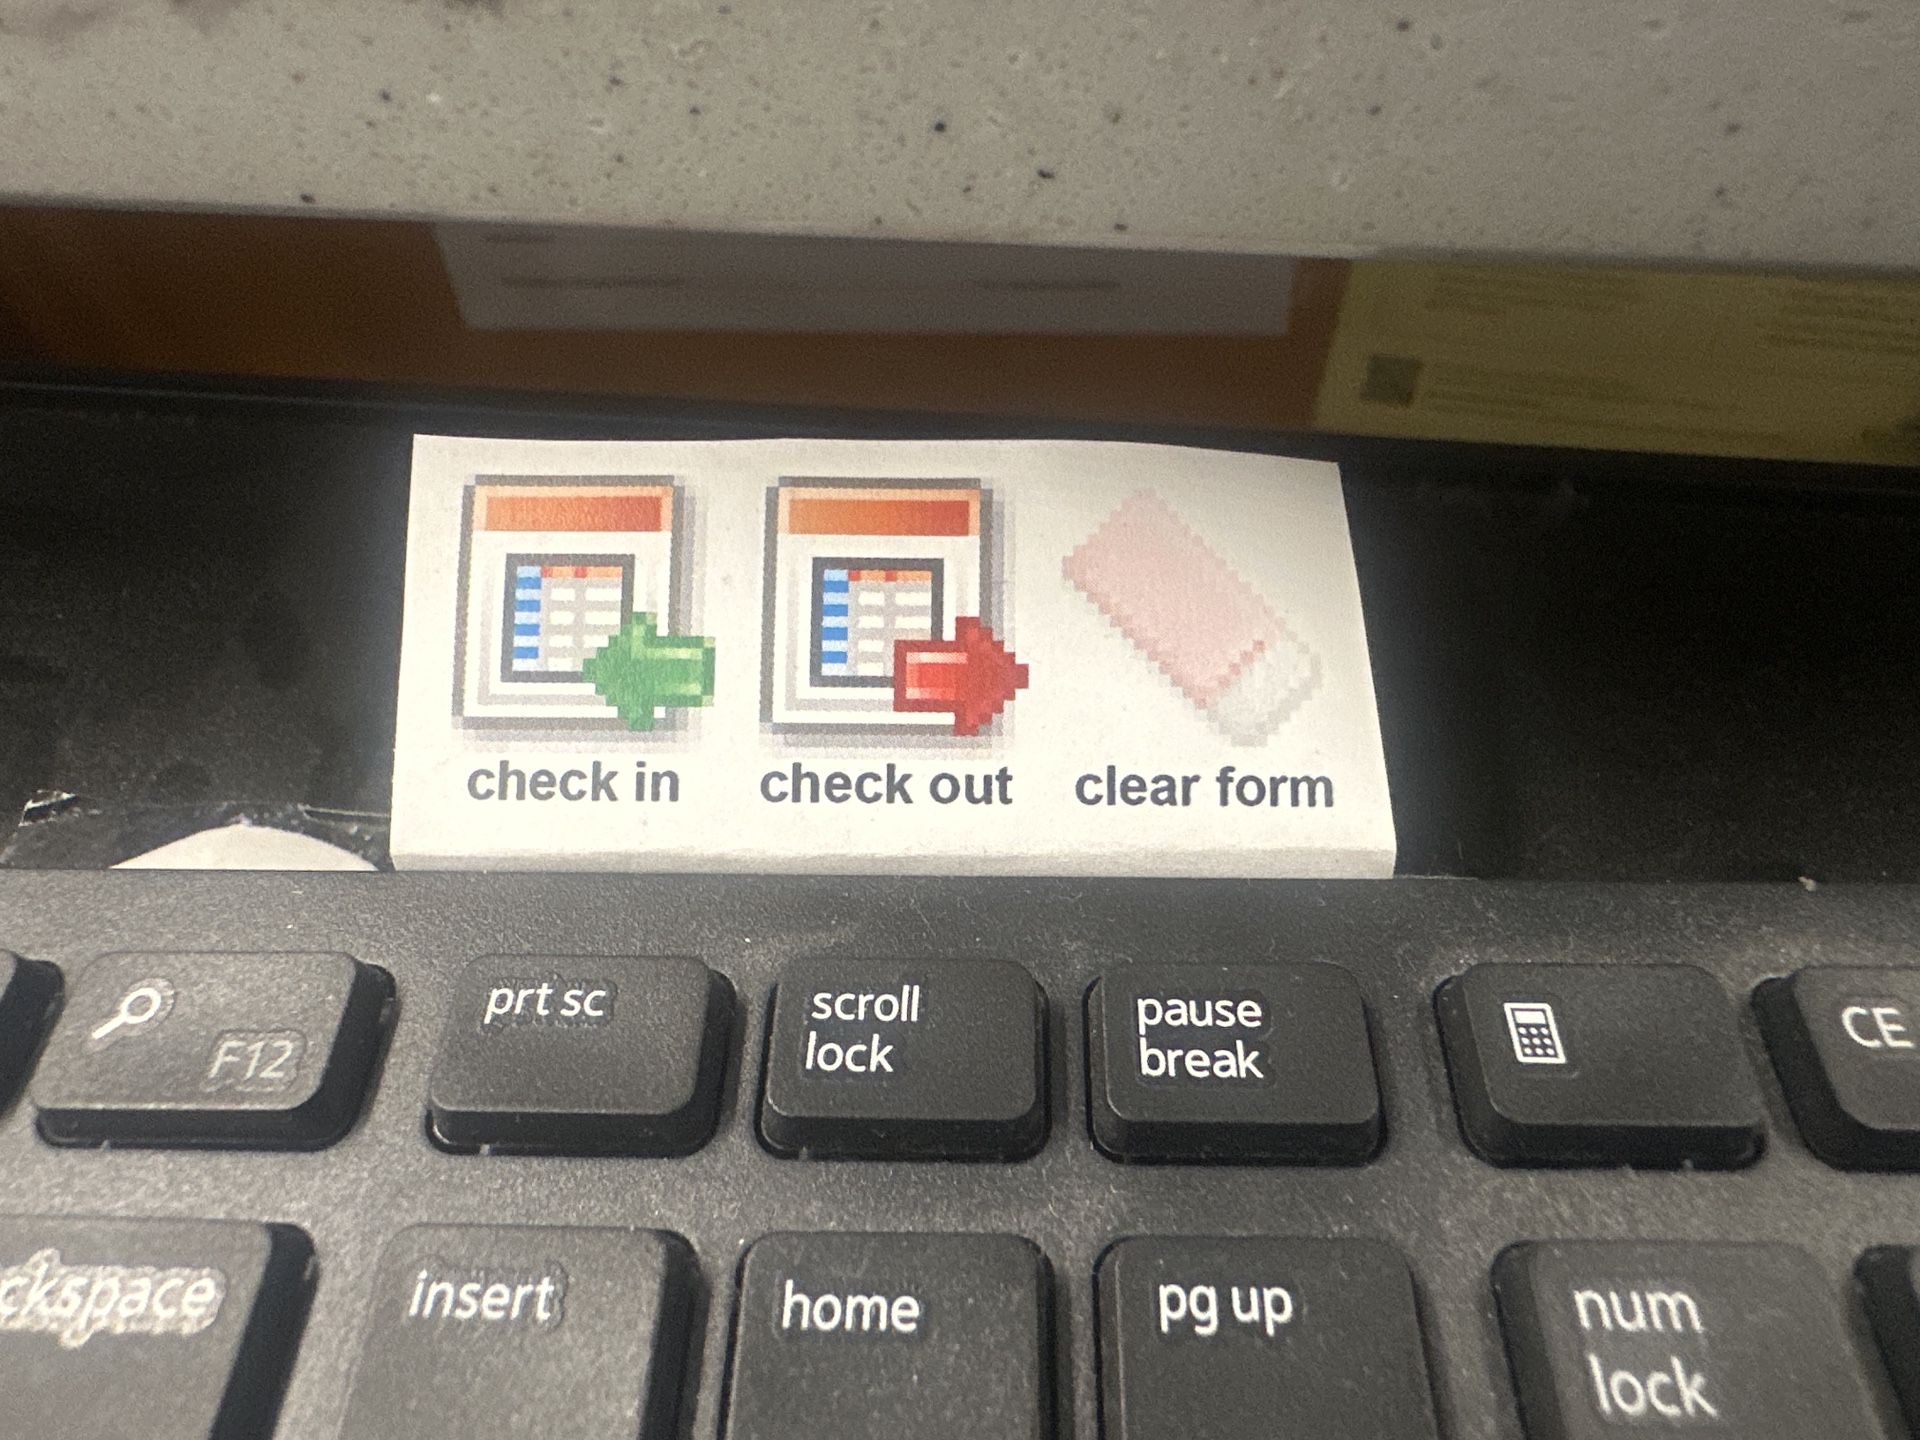 check in
check out
clear form
F12
prt sc
scroll
lock
pause
break
CE
ckspace
insert
home
pg up
num
lock